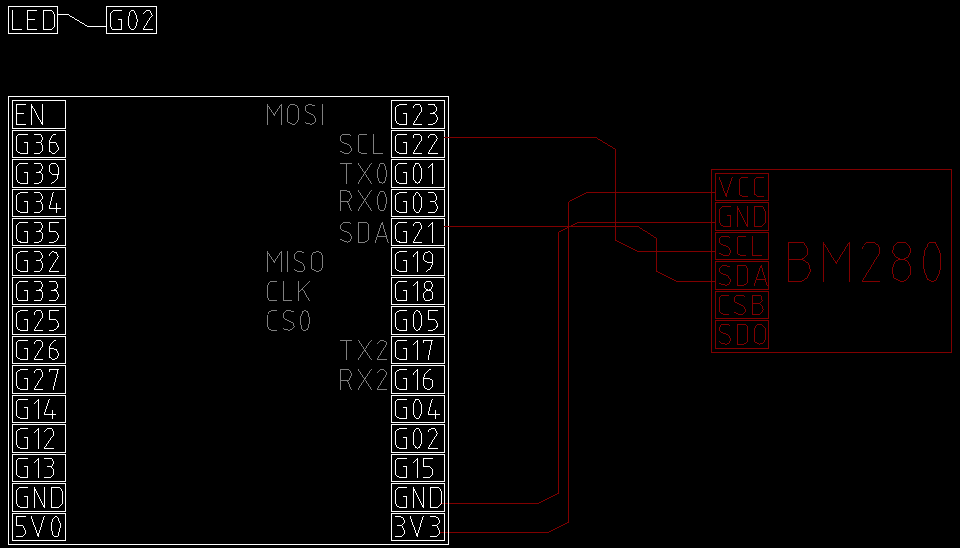 LED G02
EN MOSI G23
G36 SCL G22
G39 TX0 G01
G34 RX0 G03
G35 SDA G21
G32 MISO G19
G33 CLK G18
G25 CS0 G05
G26 TX2 G17
G27 RX2 G16
G14 G04
G12 G02
G13 G15
GND GND
5V0 3V3
VCC
GND
SCL
SDA
CSB
SDO
BM280